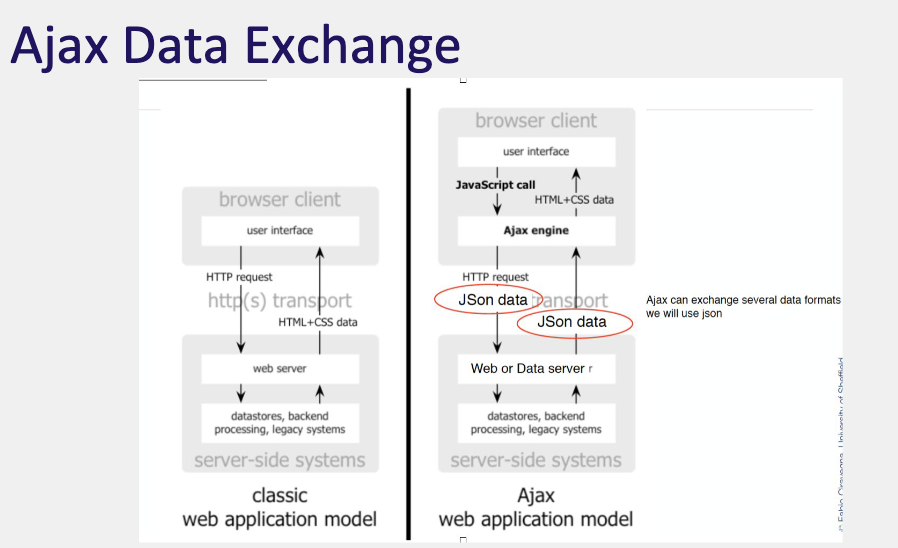 Ajax Data Exchange
browser client
user interface
HTTP request
http(s) transport
HTML+CSS data
web server
datastores, backend
processing, legacy systems
server-side systems
classic
web application model
browser client
user interface
JavaScript call
HTML+CSS data
Ajax engine
HTTP request
JSon data
transport
JSon data
Web or Data server r
datastores, backend
processing, legacy systems
server-side systems
Ajax
web application model
Ajax can exchange several data formats
we will use json
University of Sheffield